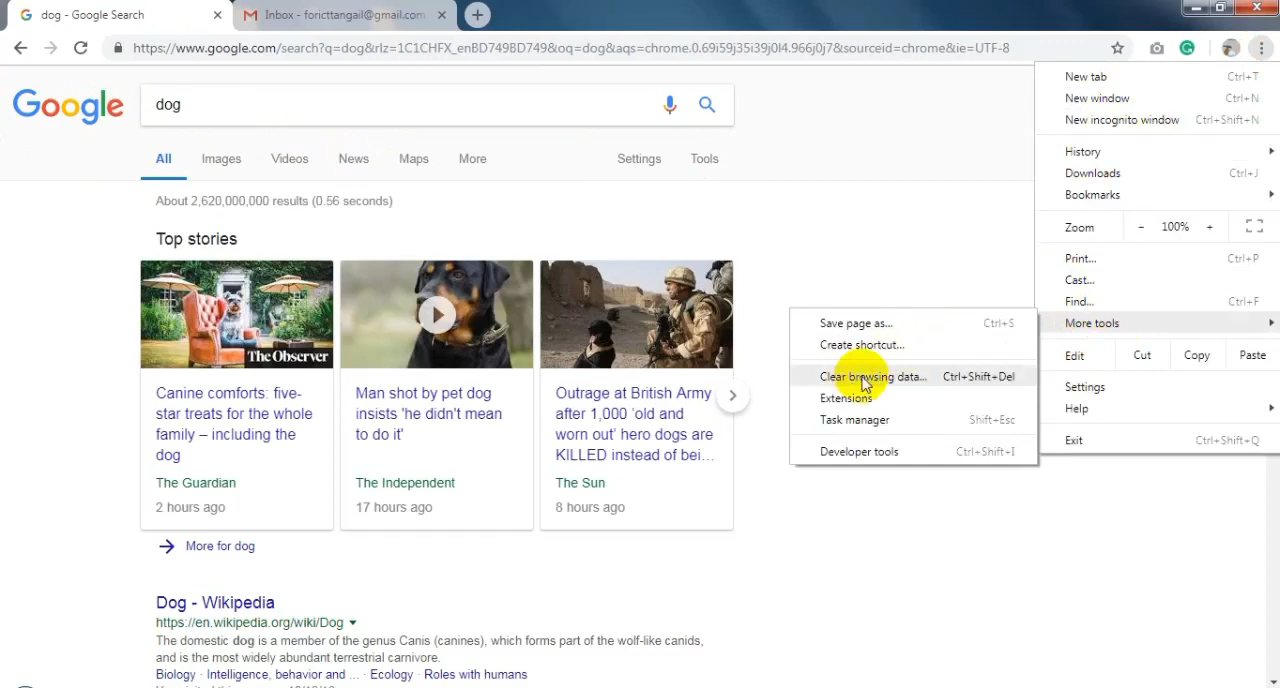 dog - Google Search
Inbox - foricttangail@gmail.com
https://www.google.com/search?q=dog&rlz=1C1CHFX_enBD749BD749&oq=dog&aqs=chrome.0.69i59j35i39j0l4.966j0j7&sourceid=chrome&ie=UTF-8
Google
dog
All Images Videos News Maps More Settings Tools
About 2,620,000,000 results (0.56 seconds)
Top stories
The Observer
Canine comforts: five-
star treats for the whole
family – including the
dog
The Guardian
2 hours ago
Man shot by pet dog
insists 'he didn't mean
to do it'
The Independent
17 hours ago
Outrage at British Army
after 1,000 'old and
worn out' hero dogs are
KILLED instead of bei...
The Sun
8 hours ago
More for dog
Dog - Wikipedia
https://en.wikipedia.org/wiki/Dog
The domestic dog is a member of the genus Canis (canines), which forms part of the wolf-like canids,
and is the most widely abundant terrestrial carnivore.
Biology · Intelligence, behavior and ... · Ecology · Roles with humans
New tab Ctrl+T
New window Ctrl+N
New incognito window Ctrl+Shift+N
History
Downloads Ctrl+J
Bookmarks
Zoom - 100% +
Print... Ctrl+P
Cast...
Find... Ctrl+F
More tools
Edit Cut Copy Paste
Settings
Help
Exit Ctrl+Shift+Q
Save page as... Ctrl+S
Create shortcut...
Clear browsing data... Ctrl+Shift+Del
Extensions
Task manager Shift+Esc
Developer tools Ctrl+Shift+I